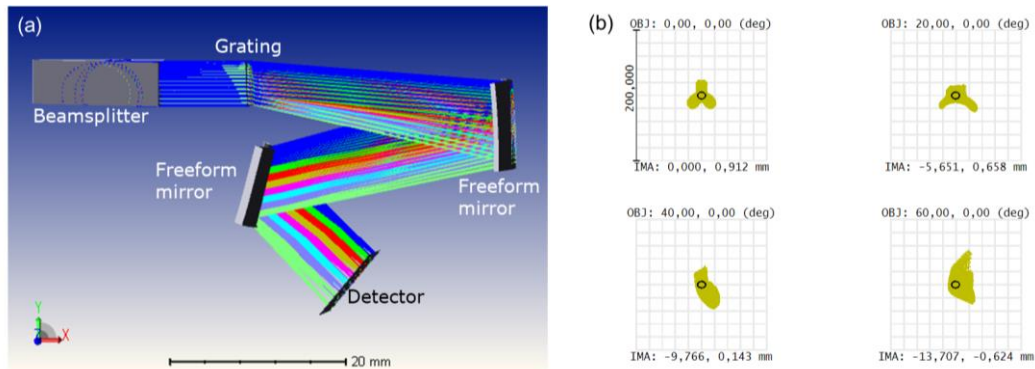 (a)
Grating
Beamsplitter
Freeform
mirror
Freeform
mirror
Detector
Y
Z
X
20 mm
(b)
OBJ: 0,00, 0,00 (deg)
200,000
IMA: 0,000, 0,912 mm
OBJ: 20,00, 0,00 (deg)
IMA: -5,651, 0,658 mm
OBJ: 40,00, 0,00 (deg)
IMA: -9,766, 0,143 mm
OBJ: 60,00, 0,00 (deg)
IMA: -13,707, -0,624 mm